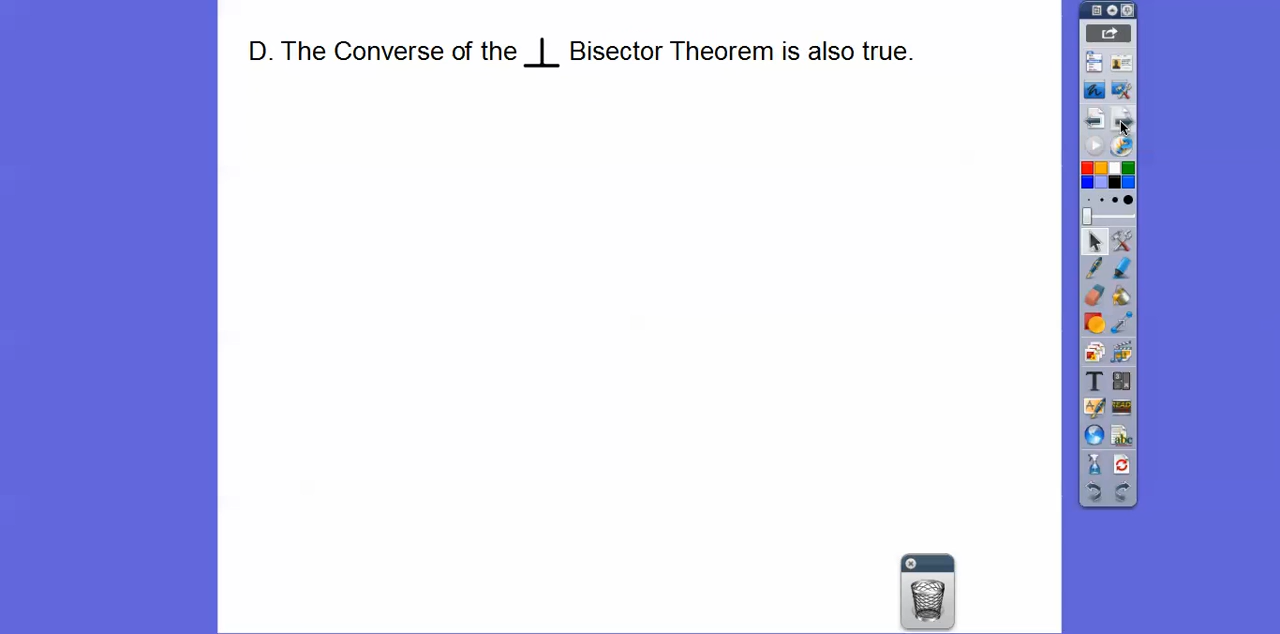 D. The Converse of the ⊥ Bisector Theorem is also true.